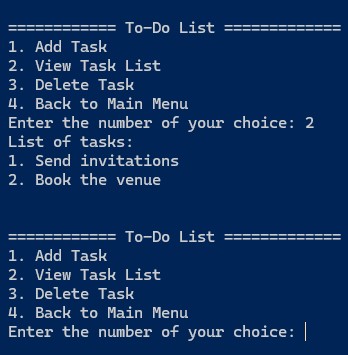 ============ To-Do List =============
1. Add Task
2. View Task List
3. Delete Task
4. Back to Main Menu
Enter the number of your choice: 2
List of tasks:
1. Send invitations
2. Book the venue
============ To-Do List =============
1. Add Task
2. View Task List
3. Delete Task
4. Back to Main Menu
Enter the number of your choice: